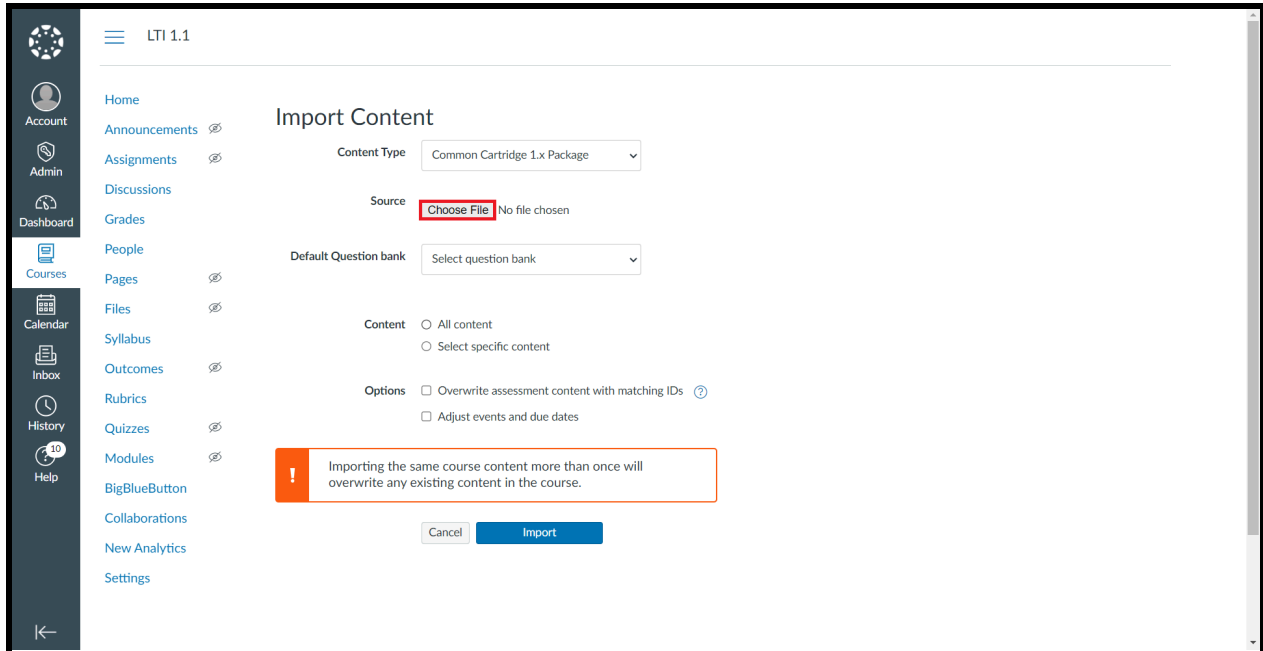 LTI 1.1
Account
Admin
Dashboard
Courses
Calendar
Inbox
History
10
Help
Home
Announcements
Assignments
Discussions
Grades
People
Pages
Files
Syllabus
Outcomes
Rubrics
Quizzes
Modules
BigBlueButton
Collaborations
New Analytics
Settings
Import Content
Content Type Common Cartridge 1.x Package
Source Choose File No file chosen
Default Question bank Select question bank
Content All content
Select specific content
Options Overwrite assessment content with matching IDs ?
Adjust events and due dates
! Importing the same course content more than once will
overwrite any existing content in the course.
Cancel Import